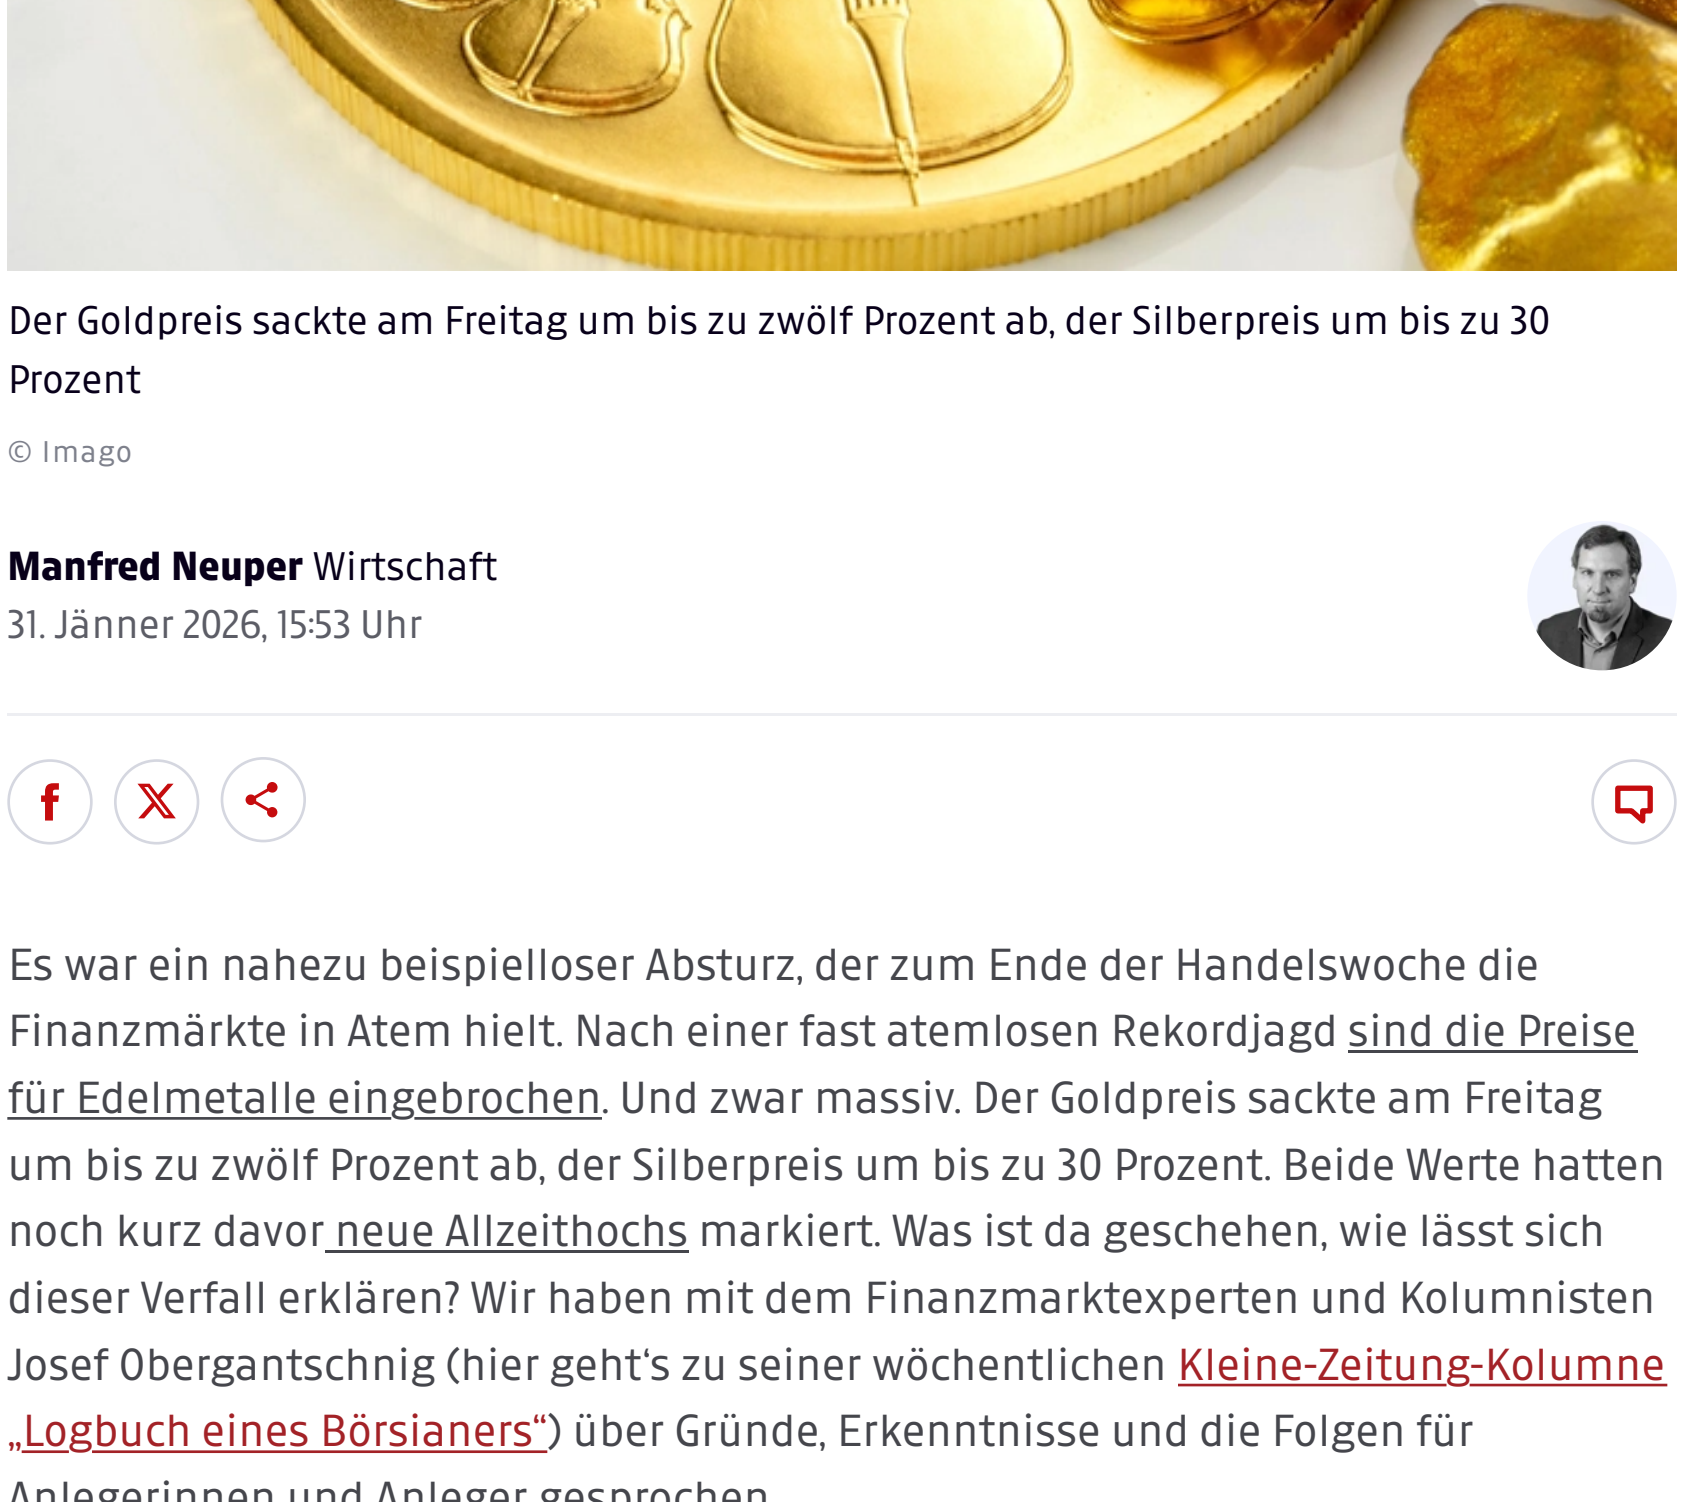 Der Goldpreis sackte am Freitag um bis zu zwölf Prozent ab, der Silberpreis um bis zu 30
Prozent
© Imago
Manfred Neuper Wirtschaft
31. Jänner 2026, 15:53 Uhr
Es war ein nahezu beispielloser Absturz, der zum Ende der Handelswoche die
Finanzmärkte in Atem hielt. Nach einer fast atemlosen Rekordjagd sind die Preise
für Edelmetalle eingebrochen. Und zwar massiv. Der Goldpreis sackte am Freitag
um bis zu zwölf Prozent ab, der Silberpreis um bis zu 30 Prozent. Beide Werte hatten
noch kurz davor neue Allzeithochs markiert. Was ist da geschehen, wie lässt sich
dieser Verfall erklären? Wir haben mit dem Finanzmarktexperten und Kolumnisten
Josef Obergantschnig (hier geht‘s zu seiner wöchentlichen Kleine-Zeitung-Kolumne
„Logbuch eines Börsianers“) über Gründe, Erkenntnisse und die Folgen für
Anlegerinnen und Anleger gesprochen.